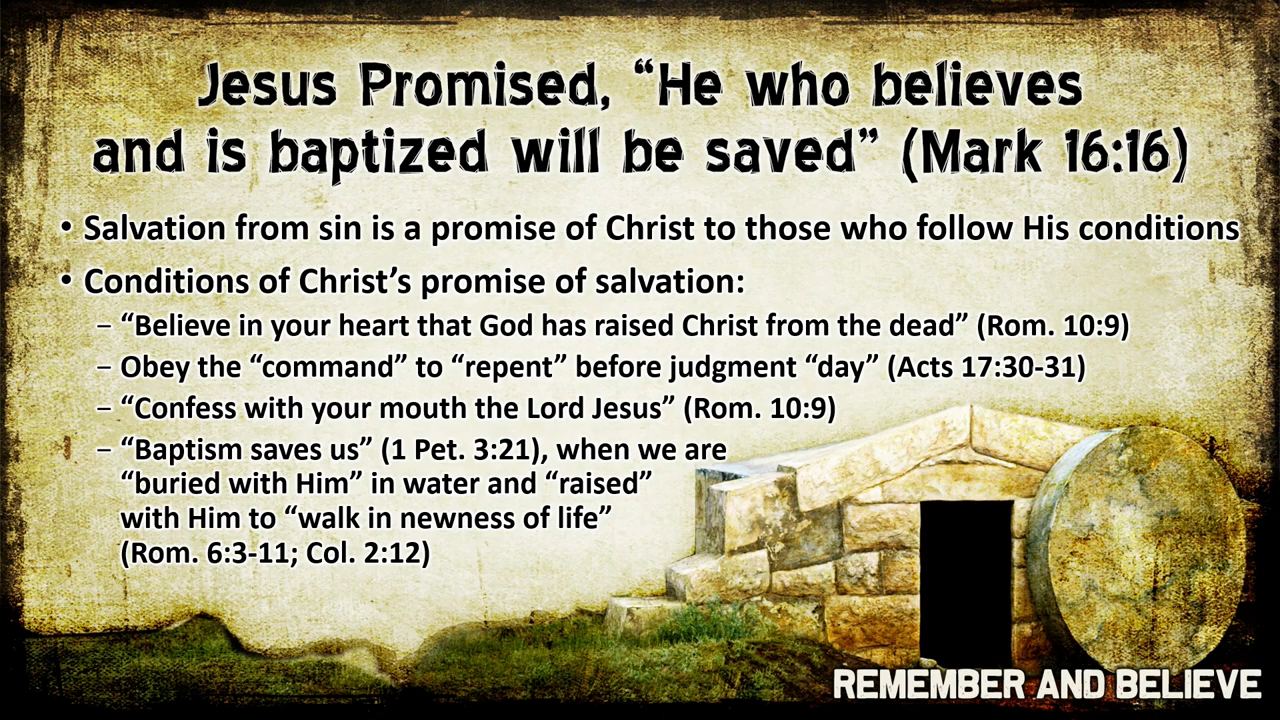 Jesus Promised, “He who believes
and is baptized will be saved” (Mark 16:16)
• Salvation from sin is a promise of Christ to those who follow His conditions
• Conditions of Christ’s promise of salvation:
– “Believe in your heart that God has raised Christ from the dead” (Rom. 10:9)
– Obey the “command” to “repent” before judgment “day” (Acts 17:30-31)
– “Confess with your mouth the Lord Jesus” (Rom. 10:9)
– “Baptism saves us” (1 Pet. 3:21), when we are
“buried with Him” in water and “raised”
with Him to “walk in newness of life”
(Rom. 6:3-11; Col. 2:12)
REMEMBER AND BELIEVE